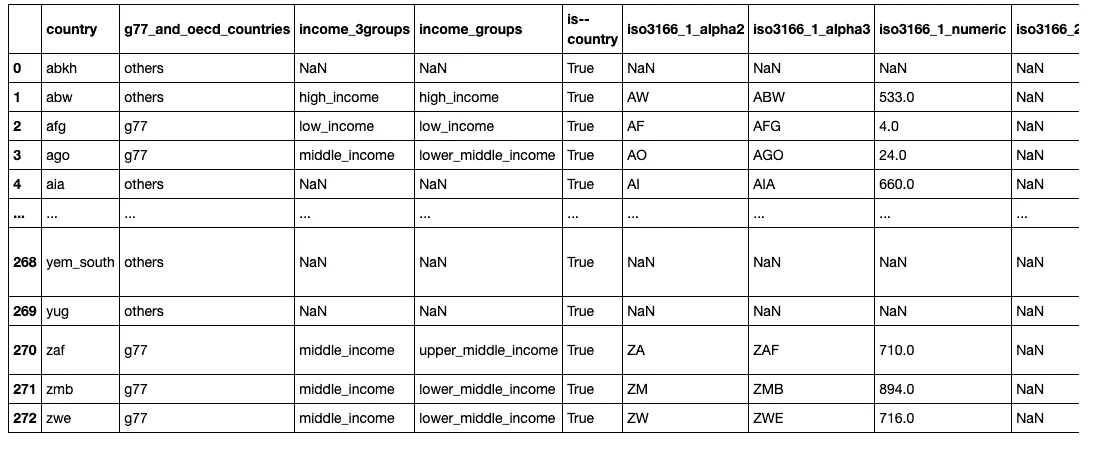 country g77_and_oecd_countries income_3groups income_groups is--country iso3166_1_alpha2 iso3166_1_alpha3 iso3166_1_numeric iso3166_2
0 abkh others NaN NaN True NaN NaN NaN NaN
1 abw others high_income high_income True AW ABW 533.0 NaN
2 afg g77 low_income low_income True AF AFG 4.0 NaN
3 ago g77 middle_income lower_middle_income True AO AGO 24.0 NaN
4 aia others NaN NaN True AI AIA 660.0 NaN
... ... ... ... ... ... ... ... ... ...
268 yem_south others NaN NaN True NaN NaN NaN NaN
269 yug others NaN NaN True NaN NaN NaN NaN
270 zaf g77 middle_income upper_middle_income True ZA ZAF 710.0 NaN
271 zmb g77 middle_income lower_middle_income True ZM ZMB 894.0 NaN
272 zwe g77 middle_income lower_middle_income True ZW ZWE 716.0 NaN